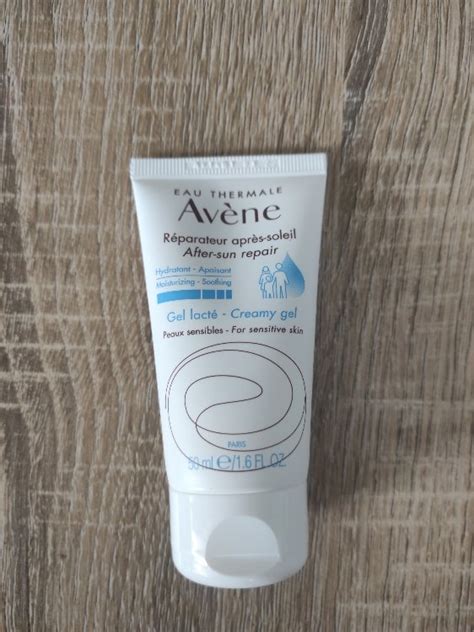 EAU THERMALE
Avène
Réparateur après-soleil
After-sun repair
Hydratant - Apaisant
Moisturizing - Soothing
Gel lacté - Creamy gel
Peaux sensibles - For sensitive skin
PARIS
50 ml e/1.6 FL.OZ.